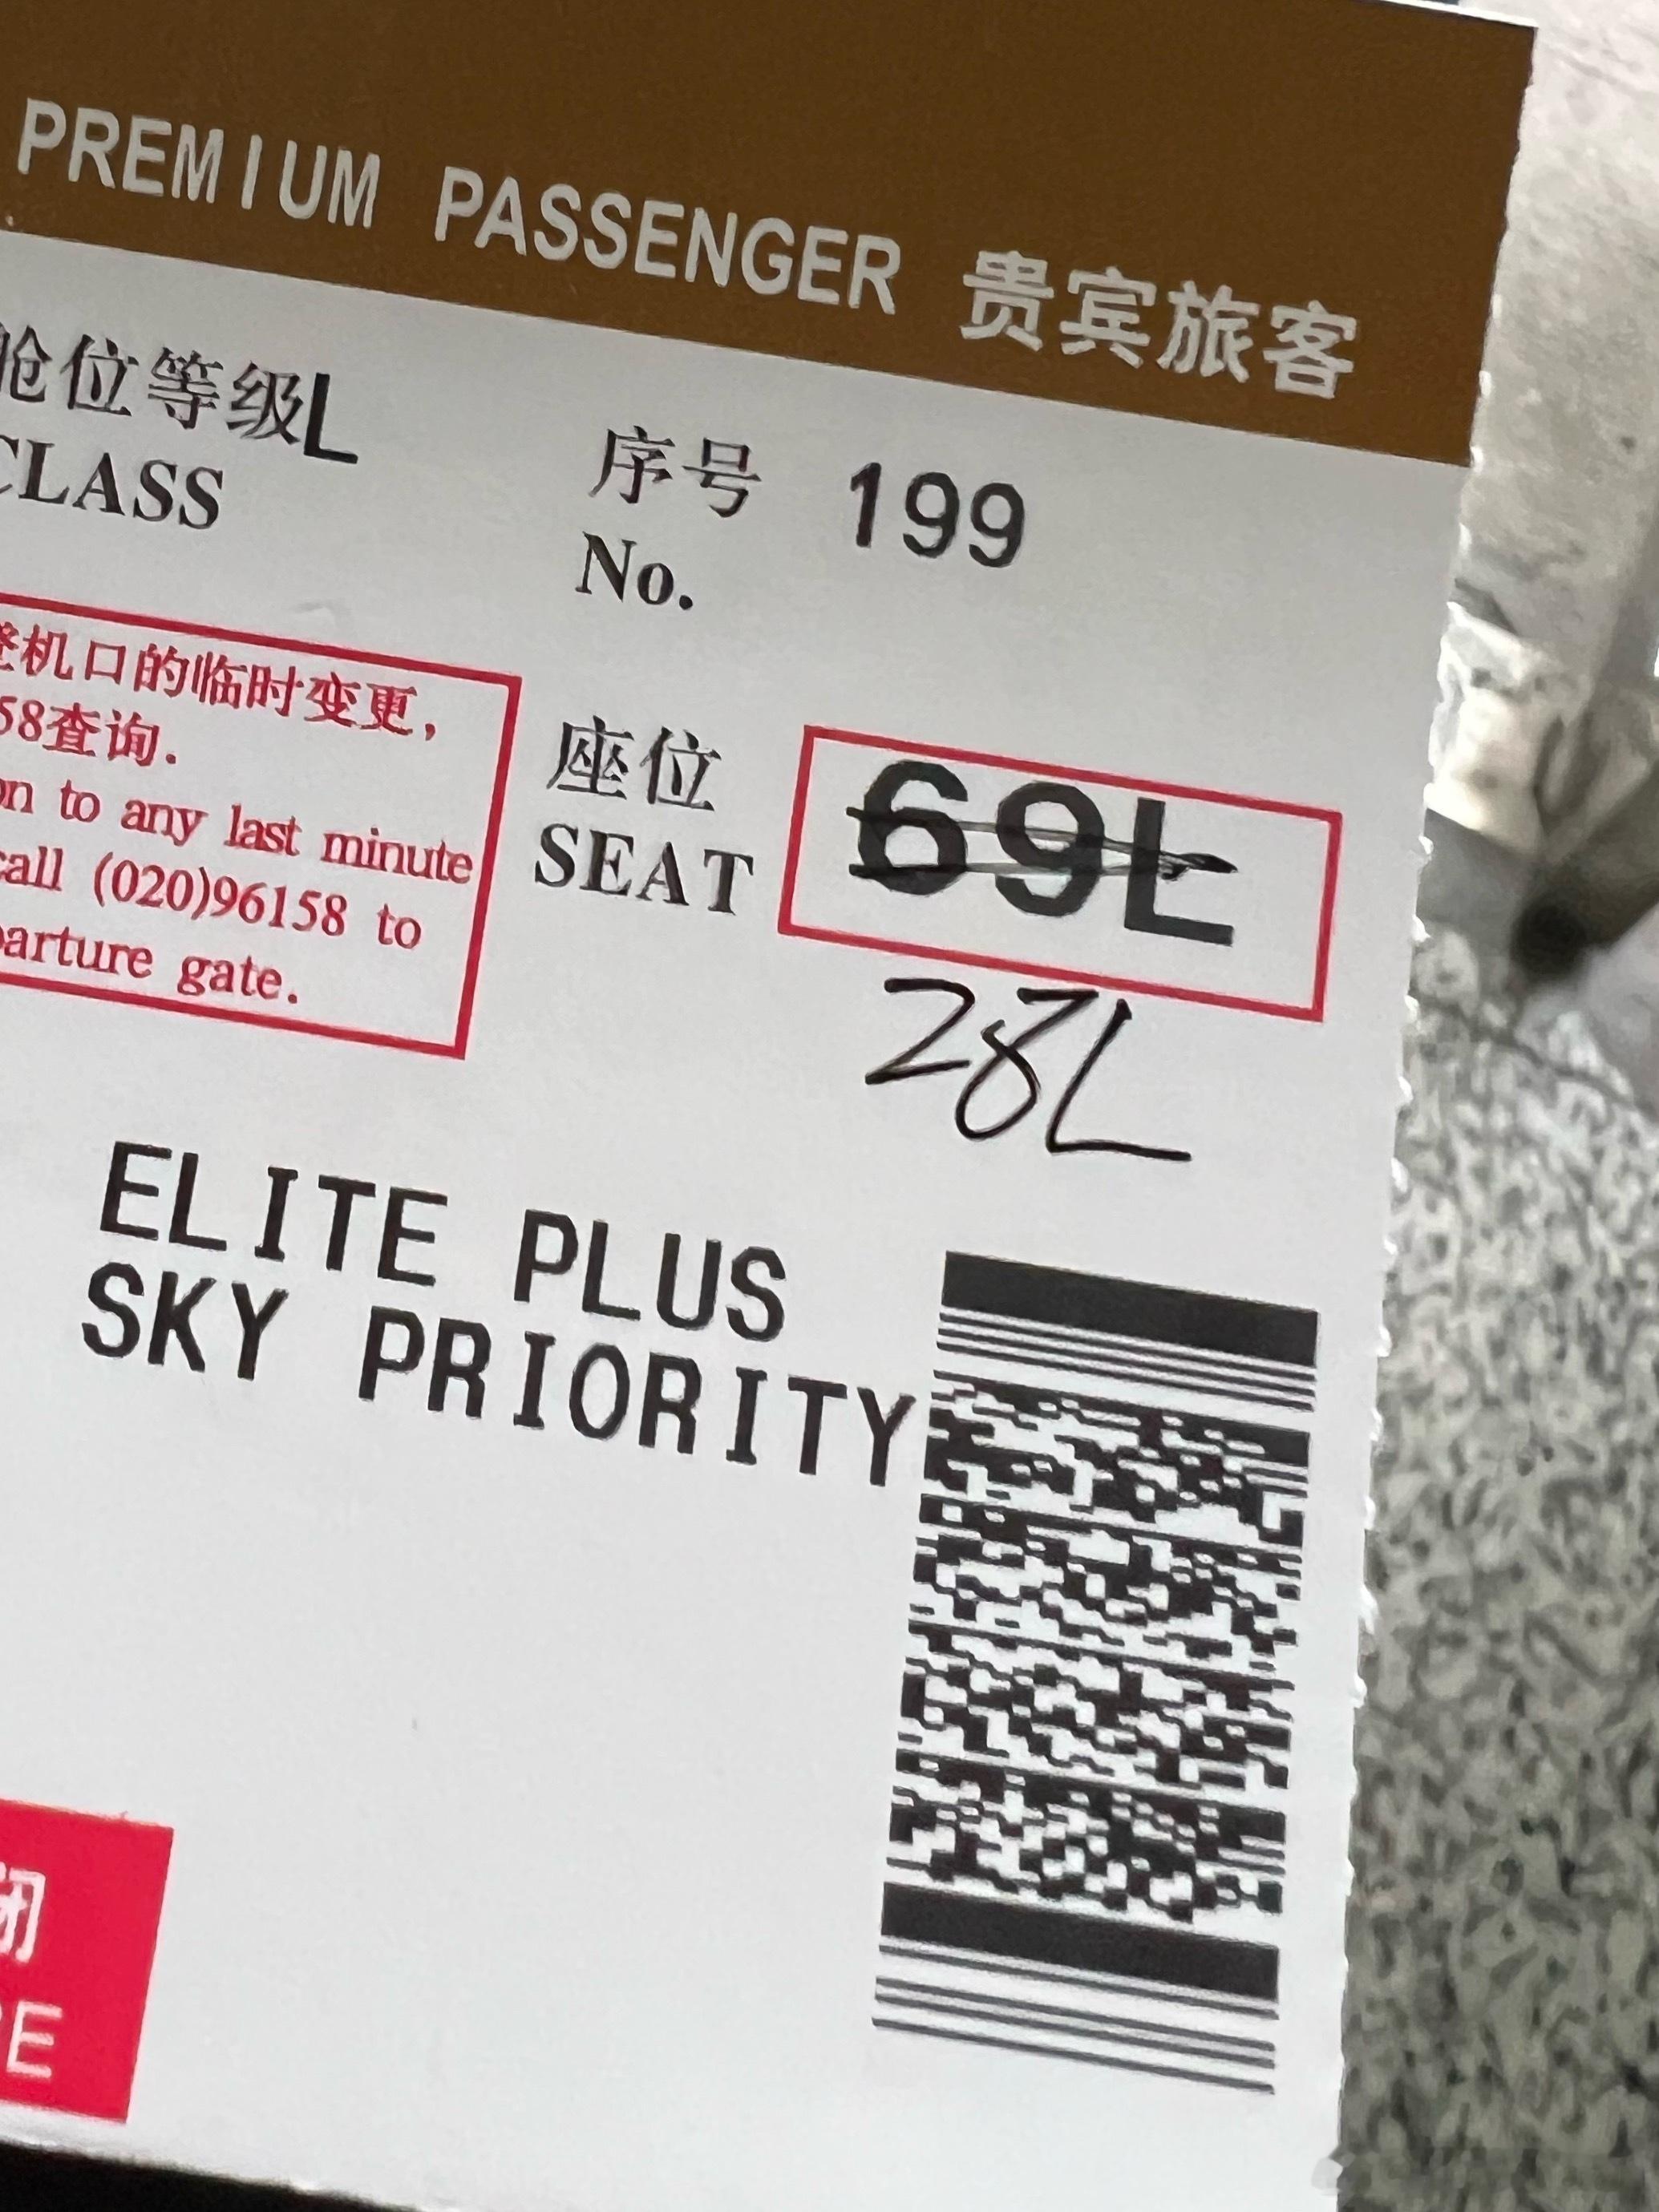 PREMIUM PASSENGER 贵宾旅客
舱位等级L
CLASS
序号 199
No.
登机口的临时变更，
58查询.
on to any last minute
call (020)96158 to
parture gate.
座位 69L
SEAT
28L
ELITE PLUS
SKY PRIORITY
闭
RE